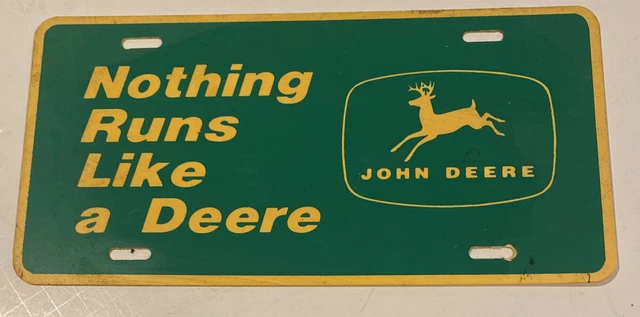 Nothing
Runs
Like
a Deere
JOHN DEERE